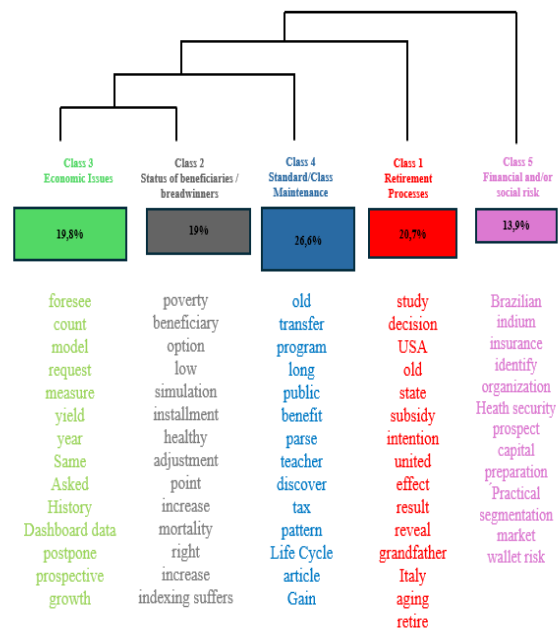 Class 3
Economic Issues
Class 2
Status of beneficiaries /
breadwinners
Class 4
Standard/Class
Maintenance
Class 1
Retirement
Processes
Class 5
Financial and/or
social risk
19,8%
19%
26,6%
20,7%
13,9%
foresee
count
model
request
measure
yield
year
Same
Asked
History
Dashboard data
postpone
prospective
growth
poverty
beneficiary
option
low
simulation
installment
healthy
adjustment
point
increase
mortality
right
increase
indexing suffers
old
transfer
program
long
public
benefit
parse
teacher
discover
tax
pattern
Life Cycle
article
Gain
study
decision
USA
old
state
subsidy
intention
united
effect
result
reveal
grandfather
Italy
aging
retire
Brazilian
indium
insurance
identify
organization
Heath security
prospect
capital
preparation
´Practical
segmentation
market
wallet risk